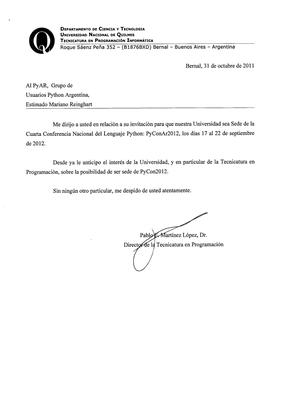 Departamento de Ciencia y Tecnología
Universidad Nacional de Quilmes
Tecnicatura en Programación Informática
Roque Sáenz Peña 352 – (B1876BXD) Bernal – Buenos Aires – Argentina
Bernal, 31 de octubre de 2011
Al PyAR, Grupo de
Usuarios Python Argentina,
Estimado Mariano Reinghart
Me dirijo a usted en relación a su invitación para que nuestra Universidad sea Sede de la
Cuarta Conferencia Nacional del Lenguaje Python: PyConAr2012, los días 17 al 22 de septiembre
de 2012.
Desde ya le anticipo el interés de la Universidad, y en particular de la Tecnicatura en
Programación, sobre la posibilidad de ser sede de PyCon2012.
Sin ningún otro particular, me despido de usted atentamente.
Pablo E. Martínez López, Dr.
Director de la Tecnicatura en Programación